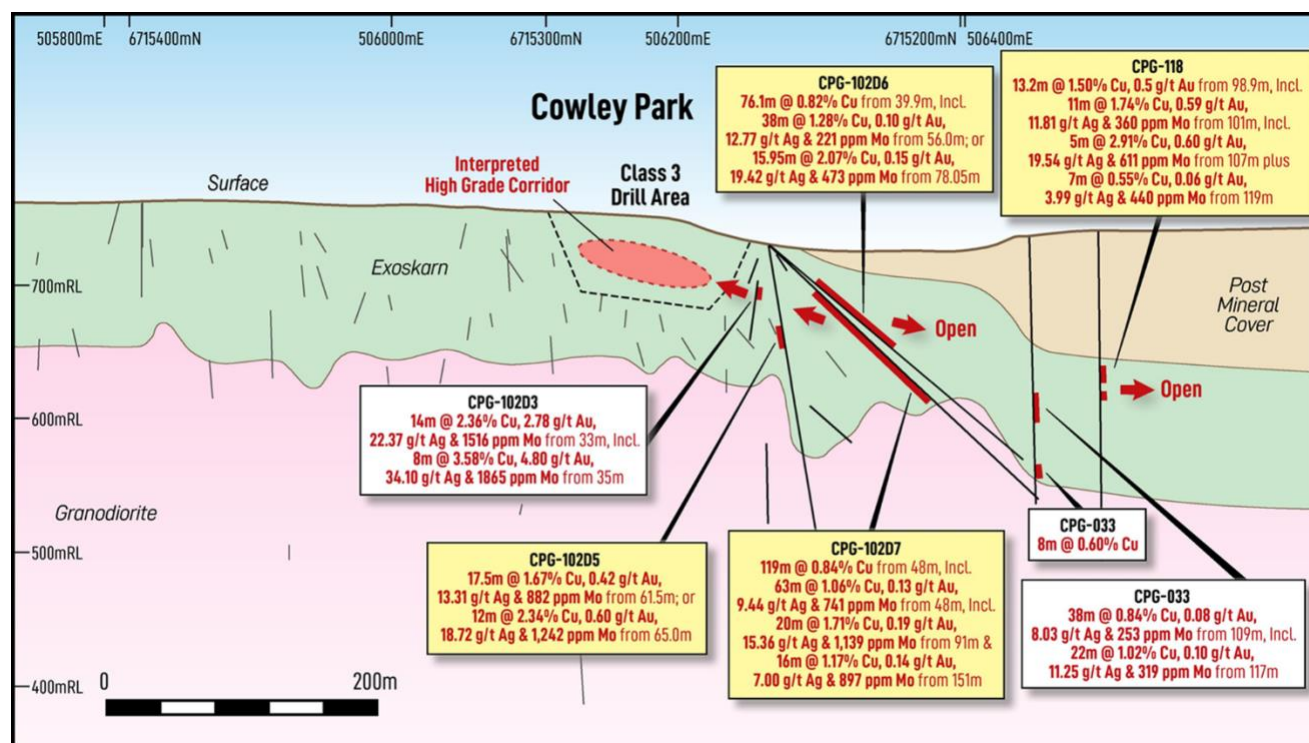 505800mE
6715400mN
506000mE
6715300mN
506200mE
6715200mN
506400mE
Cowley Park
Surface
Interpreted
High Grade Corridor
Class 3
Drill Area
CPG-102D6
76.1m @ 0.82% Cu from 39.9m, Incl.
38m @ 1.28% Cu, 0.10 g/t Au,
12.77 g/t Ag & 221 ppm Mo from 56.0m; or
15.95m @ 2.07% Cu, 0.15 g/t Au,
19.42 g/t Ag & 473 ppm Mo from 78.05m
CPG-118
13.2m @ 1.50% Cu, 0.5 g/t Au from 98.9m, Incl.
11m @ 1.74% Cu, 0.59 g/t Au,
11.81 g/t Ag & 360 ppm Mo from 101m, Incl.
5m @ 2.91% Cu, 0.60 g/t Au,
19.54 g/t Ag & 611 ppm Mo from 107m plus
7m @ 0.55% Cu, 0.06 g/t Au,
3.99 g/t Ag & 440 ppm Mo from 119m
Exoskarn
700mRL
Post
Mineral
Cover
Open
Open
600mRL
CPG-102D3
14m @ 2.36% Cu, 2.78 g/t Au,
22.37 g/t Ag & 1516 ppm Mo from 33m, Incl.
8m @ 3.58% Cu, 4.80 g/t Au,
34.10 g/t Ag & 1865 ppm Mo from 35m
Granodiorite
500mRL
CPG-033
8m @ 0.60% Cu
CPG-102D5
17.5m @ 1.67% Cu, 0.42 g/t Au,
13.31 g/t Ag & 882 ppm Mo from 61.5m; or
12m @ 2.34% Cu, 0.60 g/t Au,
18.72 g/t Ag & 1,242 ppm Mo from 65.0m
CPG-102D7
119m @ 0.84% Cu from 48m, Incl.
63m @ 1.06% Cu, 0.13 g/t Au,
9.44 g/t Ag & 741 ppm Mo from 48m, Incl.
20m @ 1.71% Cu, 0.19 g/t Au,
15.36 g/t Ag & 1,139 ppm Mo from 91m &
16m @ 1.17% Cu, 0.14 g/t Au,
7.00 g/t Ag & 897 ppm Mo from 151m
CPG-033
38m @ 0.84% Cu, 0.08 g/t Au,
8.03 g/t Ag & 253 ppm Mo from 109m, Incl.
22m @ 1.02% Cu, 0.10 g/t Au,
11.25 g/t Ag & 319 ppm Mo from 117m
400mRL
0
200m